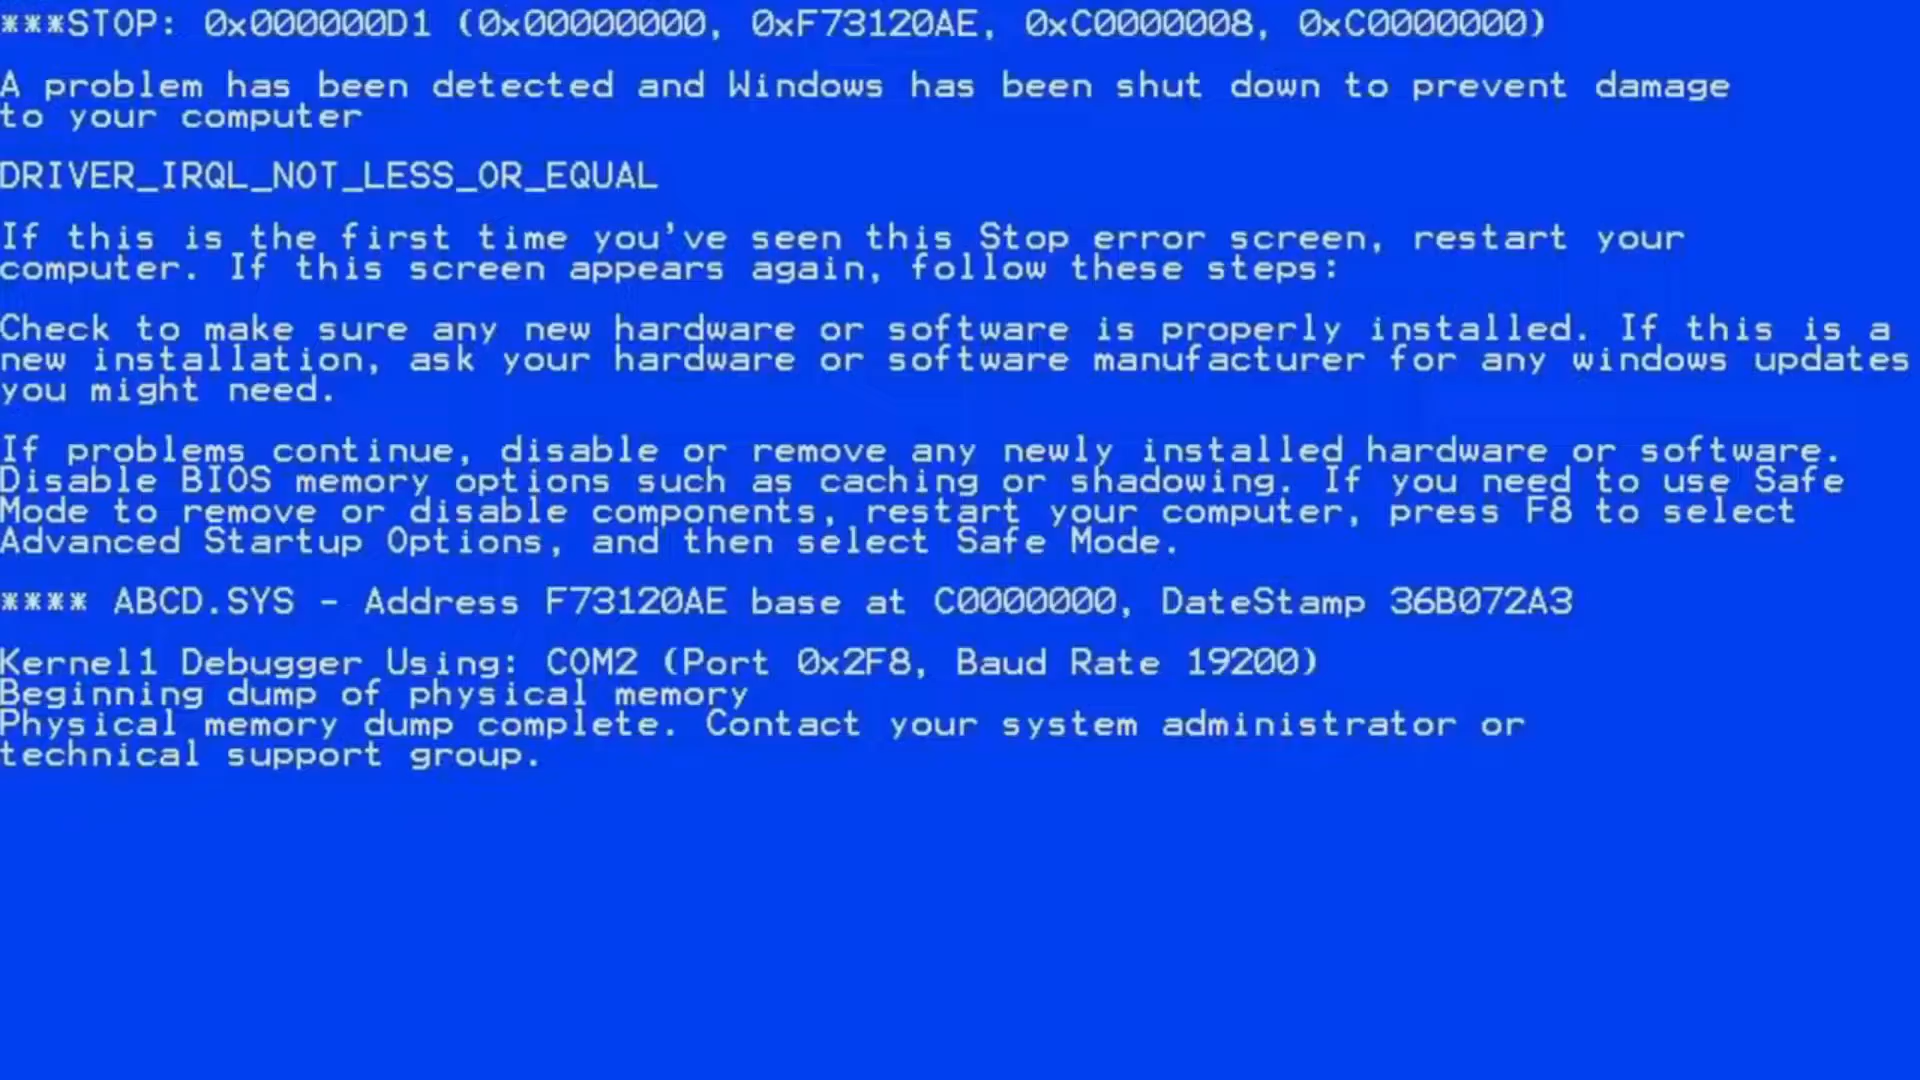 ***STOP: 0x000000D1 (0x00000000, 0xF73120AE, 0xC0000008, 0xC0000000)
A problem has been detected and Windows has been shut down to prevent damage
to your computer
DRIVER_IRQL_NOT_LESS_OR_EQUAL
If this is the first time you've seen this Stop error screen, restart your
computer. If this screen appears again, follow these steps:
Check to make sure any new hardware or software is properly installed. If this is a
new installation, ask your hardware or software manufacturer for any windows updates
you might need.
If problems continue, disable or remove any newly installed hardware or software.
Disable BIOS memory options such as caching or shadowing. If you need to use Safe
Mode to remove or disable components, restart your computer, press F8 to select
Advanced Startup Options, and then select Safe Mode.
**** ABCD.SYS - Address F73120AE base at C0000000, DateStamp 36B072A3
Kernel1 Debugger Using: COM2 (Port 0x2F8, Baud Rate 19200)
Beginning dump of physical memory
Physical memory dump complete. Contact your system administrator or
technical support group.